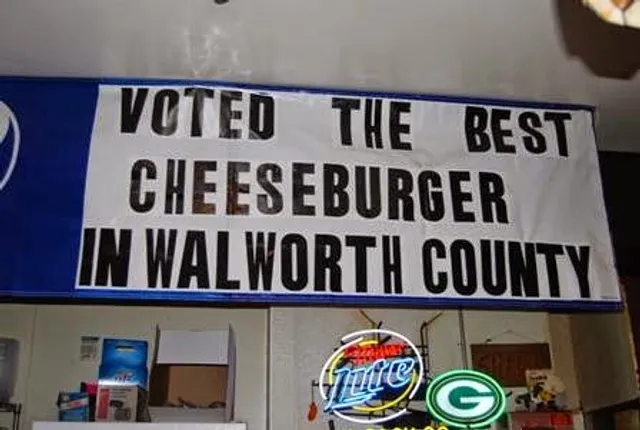 VOTED THE BEST
CHEESEBURGER
IN WALWORTH COUNTY
Lite
G